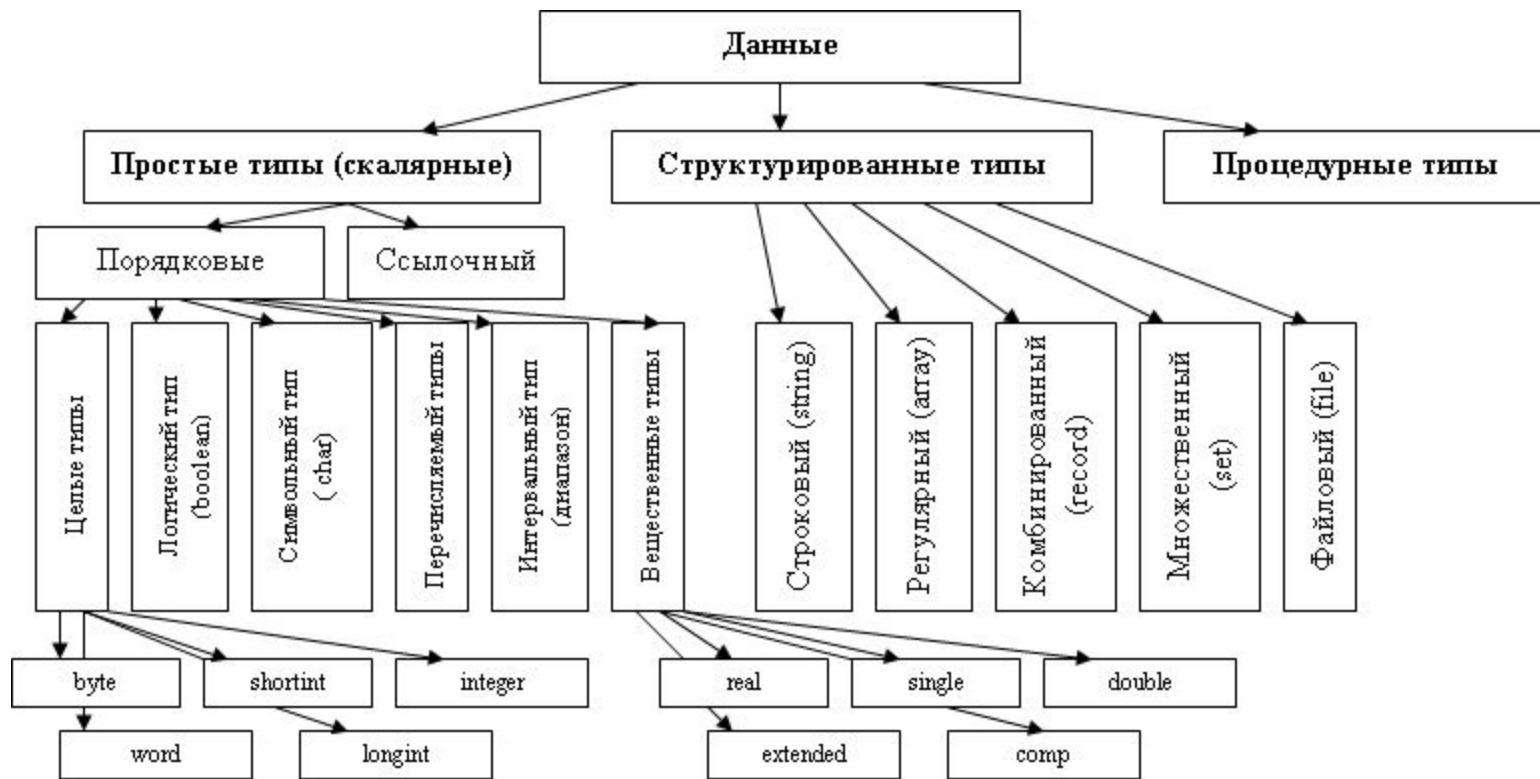 Данные
Простые типы (скалярные)
Структурированные типы
Процедурные типы
Порядковые
Ссылочный
Целые типы
Логический тип
(boolean)
Символьный тип
( char)
Перечисляемый типы
Интервальный тип
(диапазон)
Вещественные типы
Строковый (string)
Регулярный (array)
Комбинированный
(record)
Множественный
(set)
Файловый (file)
byte
shortint
integer
real
single
double
word
longint
extended
comp